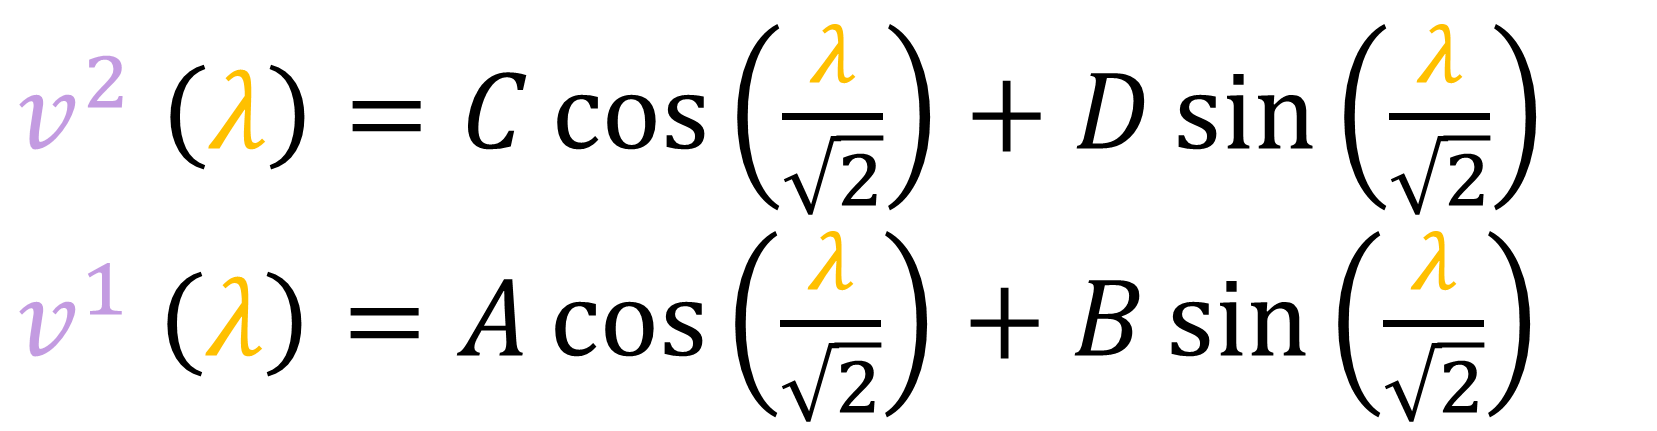 v² (λ) = C cos(λ/√2) + D sin(λ/√2)
v¹ (λ) = A cos(λ/√2) + B sin(λ/√2)